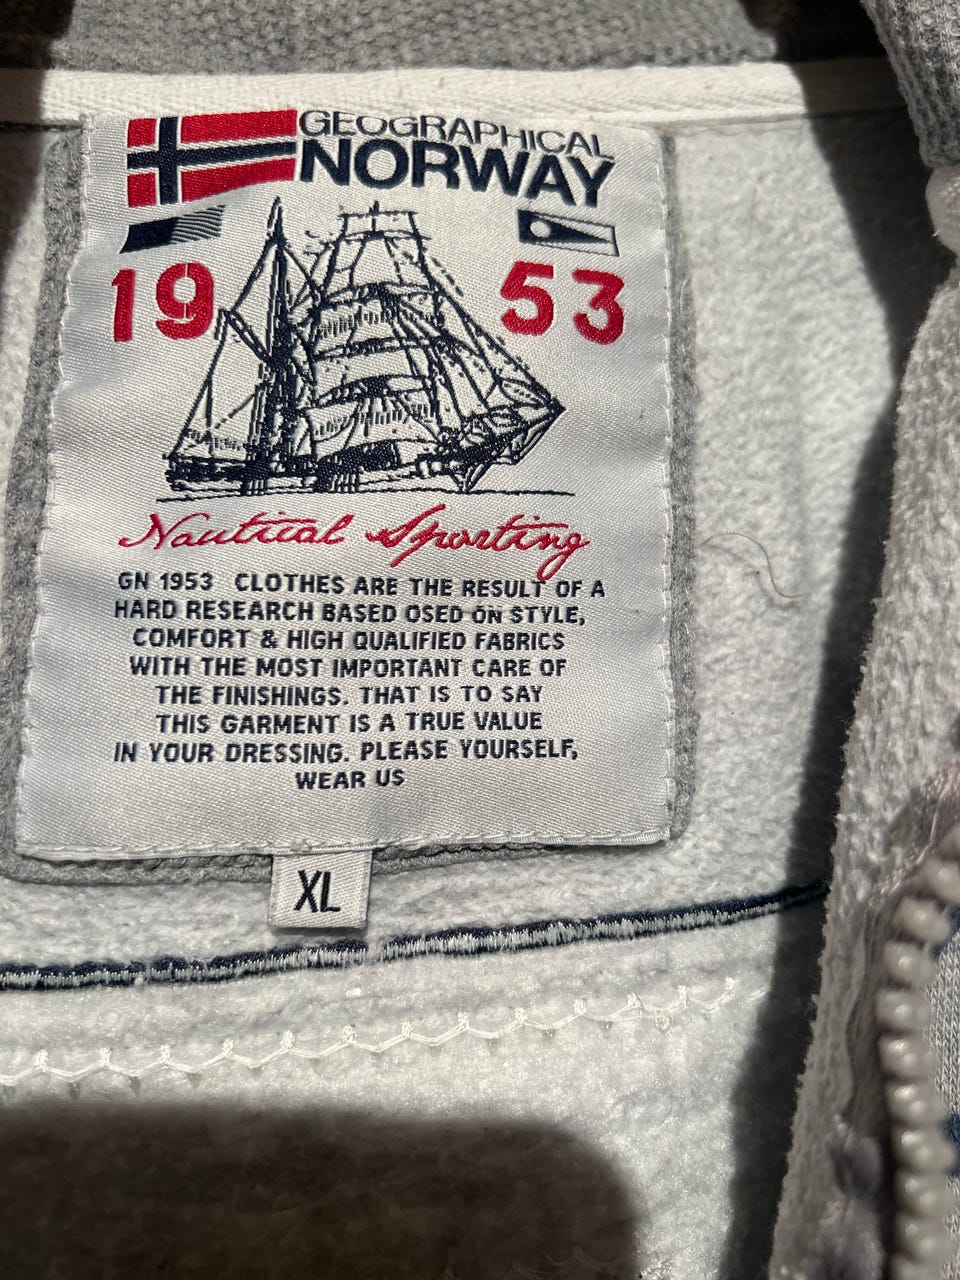 GEOGRAPHICAL
NORWAY
1953
Nautical Sporting
GN 1953 CLOTHES ARE THE RESULT OF A
HARD RESEARCH BASED OSED ON STYLE,
COMFORT & HIGH QUALIFIED FABRICS
WITH THE MOST IMPORTANT CARE OF
THE FINISHINGS. THAT IS TO SAY
THIS GARMENT IS A TRUE VALUE
IN YOUR DRESSING. PLEASE YOURSELF,
WEAR US
XL